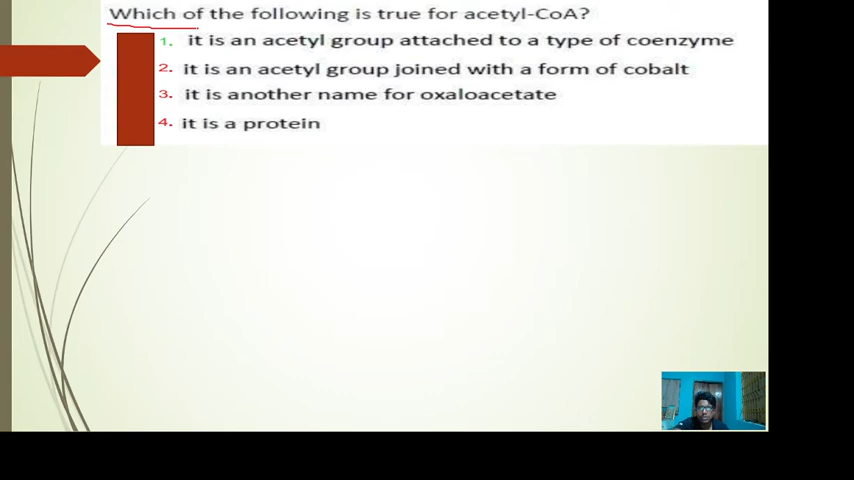 Which of the following is true for acetyl-CoA?
1. it is an acetyl group attached to a type of coenzyme
2. it is an acetyl group joined with a form of cobalt
3. it is another name for oxaloacetate
4. it is a protein